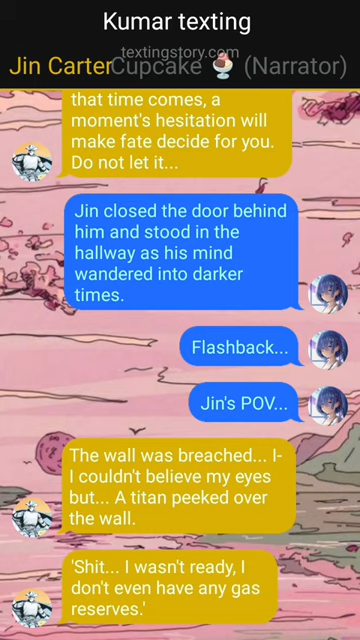 Kumar texting
textingstory.com
Jin Carter
Cupcake 🍨 (Narrator)
that time comes, a
moment's hesitation will
make fate decide for you.
Do not let it...
Jin closed the door behind
him and stood in the
hallway as his mind
wandered into darker
times.
Flashback...
Jin's POV...
The wall was breached... I-
I couldn't believe my eyes
but... A titan peeked over
the wall.
'Shit... I wasn't ready, I
don't even have any gas
reserves.'